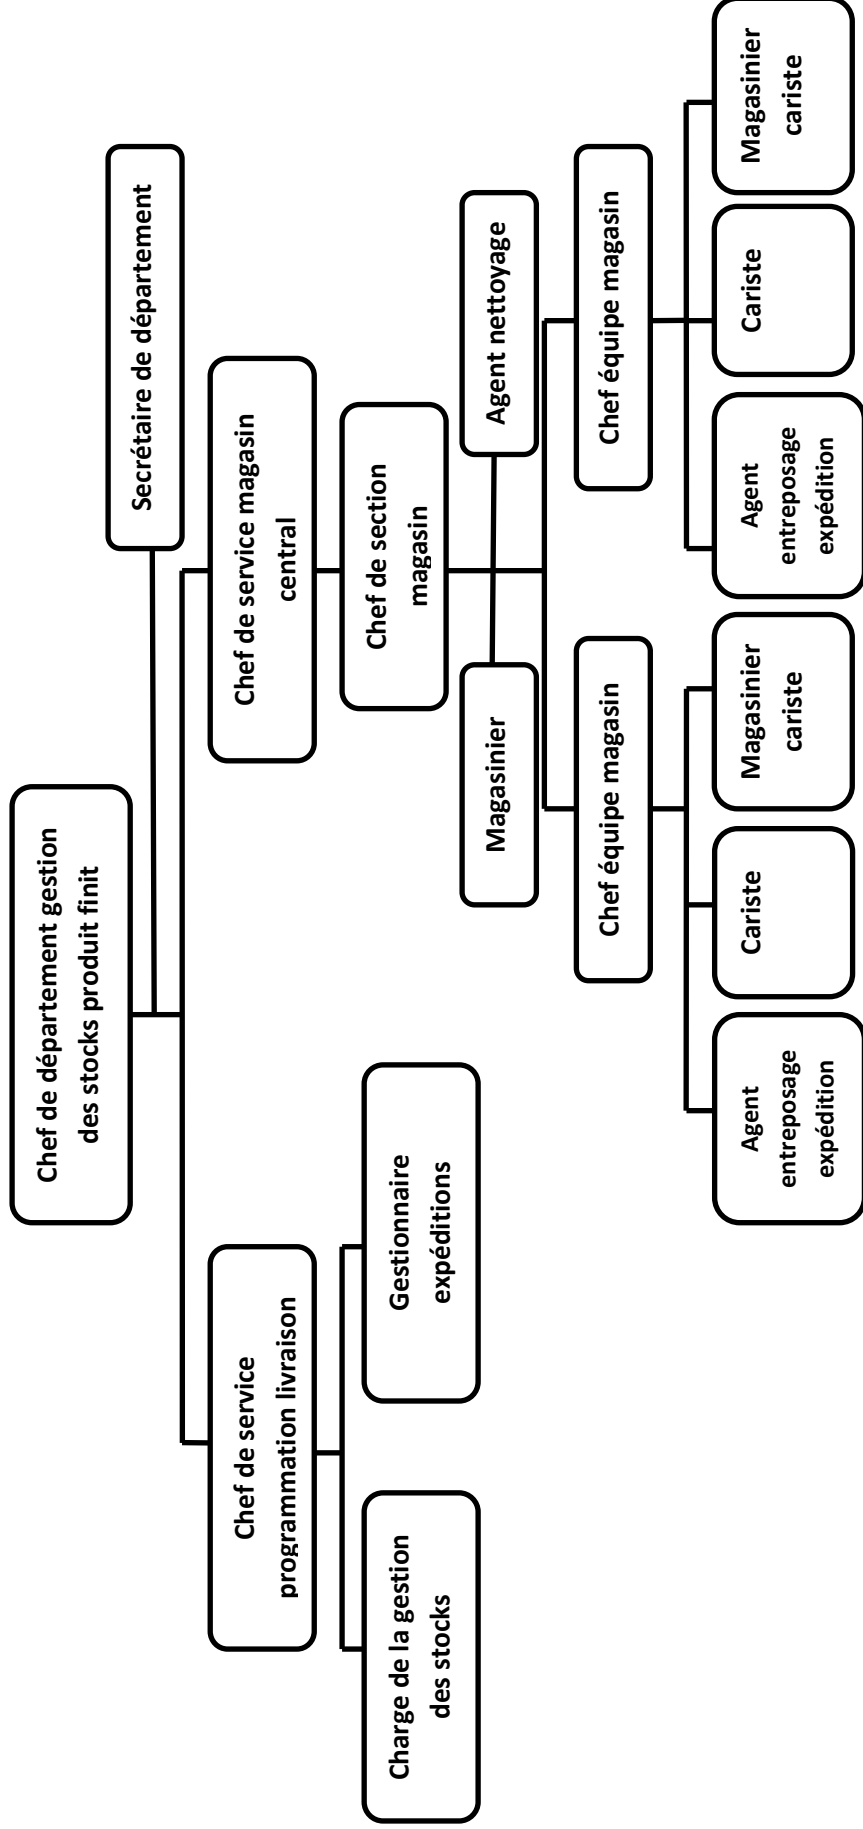 Chef de département gestion
des stocks produit finit
Secrétaire de département
Chef de service
programmation livraison
Chef de service magasin
central
Charge de la gestion
des stocks
Gestionnaire
expéditions
Chef de section
magasin
Magasinier
Agent nettoyage
Chef équipe magasin
Chef équipe magasin
Agent
entreposage
expédition
Cariste
Magasinier
cariste
Agent
entreposage
expédition
Cariste
Magasinier
cariste